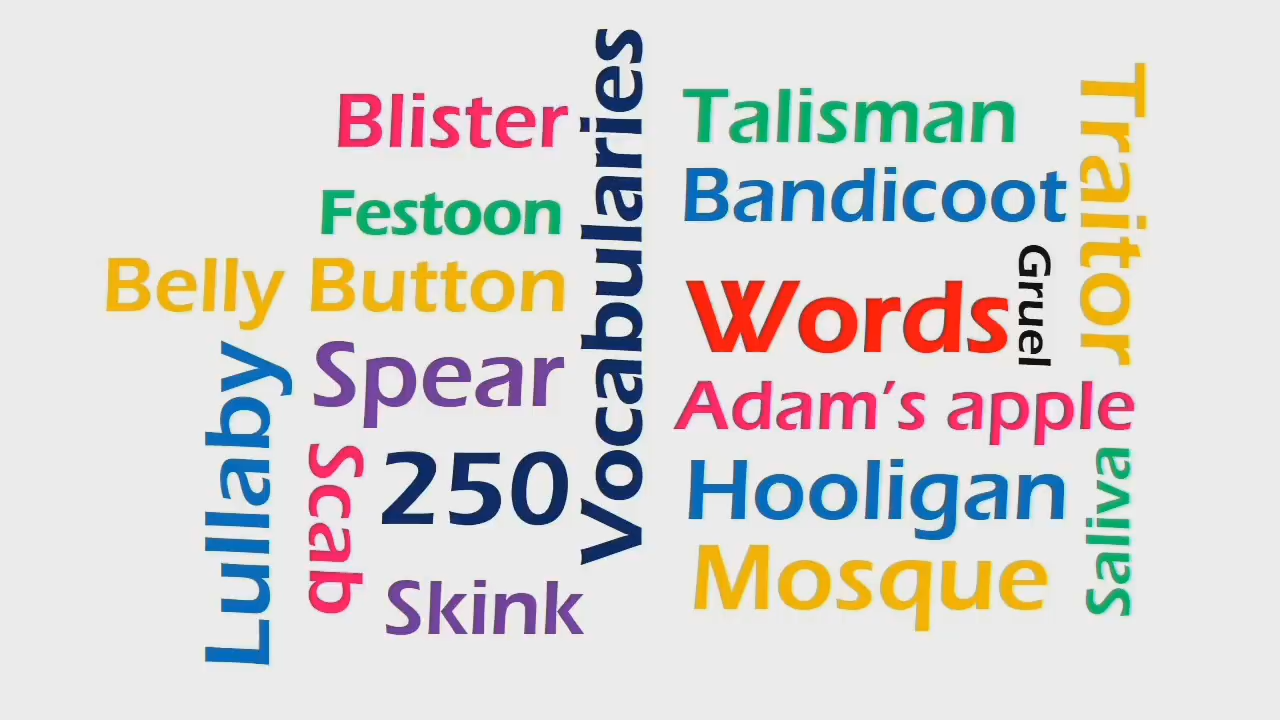 Blister
Festoon
Belly Button
Lullaby
Spear
Scab
250
Skink
Vocabularies
Talisman
Bandicoot
Traitor
Words
Gruel
Adam's apple
Hooligan
Saliva
Mosque